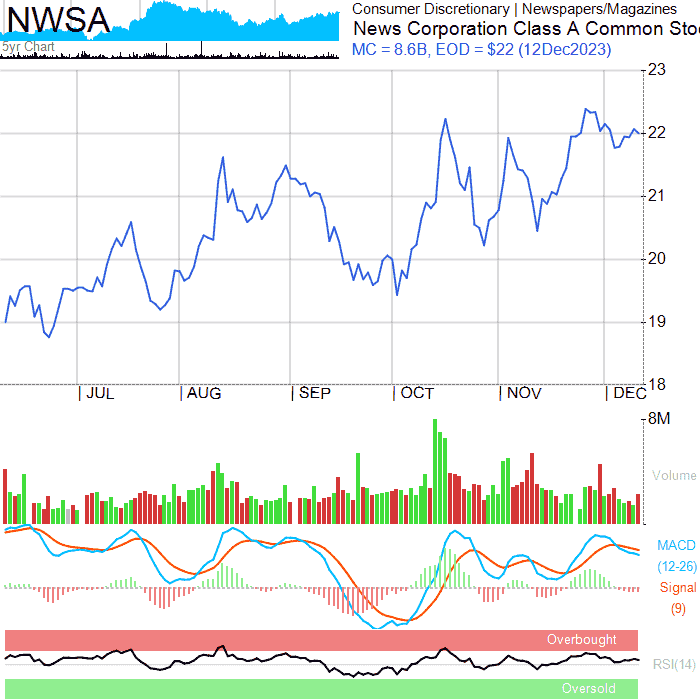 NWSA
5yr Chart
Consumer Discretionary | Newspapers/Magazines
News Corporation Class A Common Sto
MC = 8.6B, EOD = $22 (12Dec2023)
23
22
21
20
19
18
JUL AUG SEP OCT NOV DEC
8M
Volume
MACD
(12-26)
Signal
(9)
Overbought
RSI(14)
Oversold